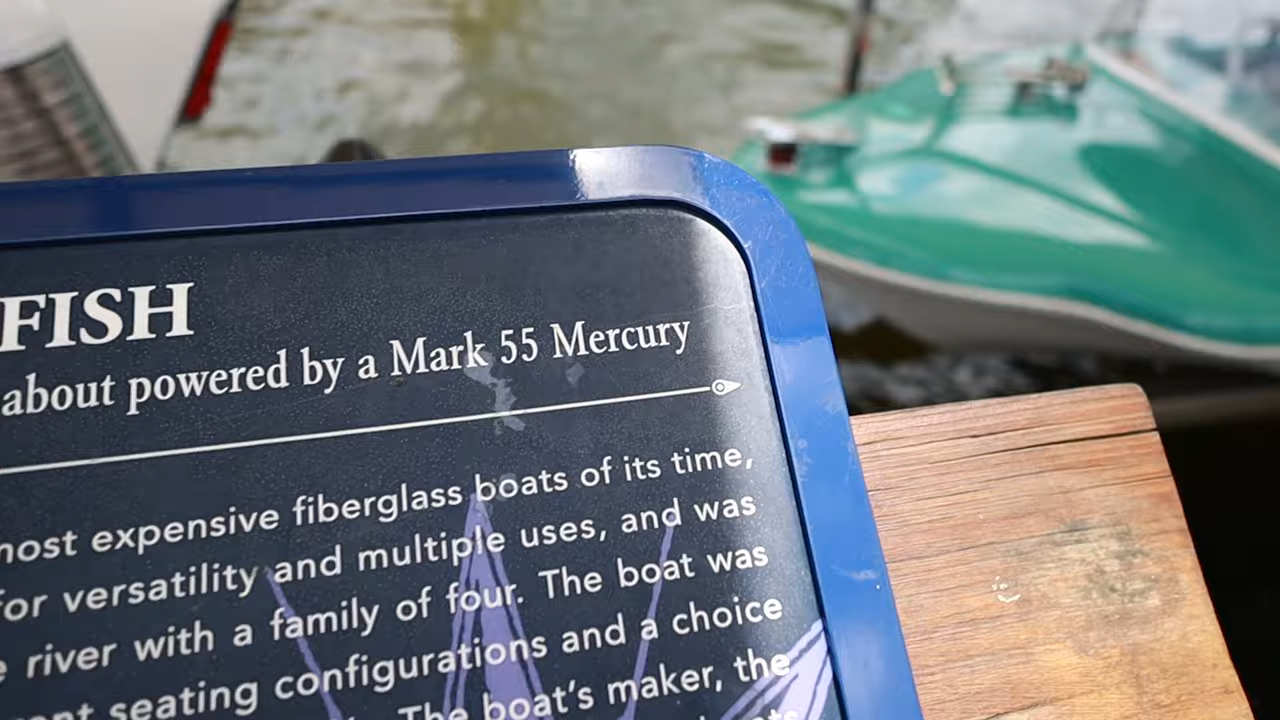 FISH
about powered by a Mark 55 Mercury
most expensive fiberglass boats of its time,
for versatility and multiple uses, and was
river with a family of four. The boat was
seating configurations and a choice
The boat's maker, the